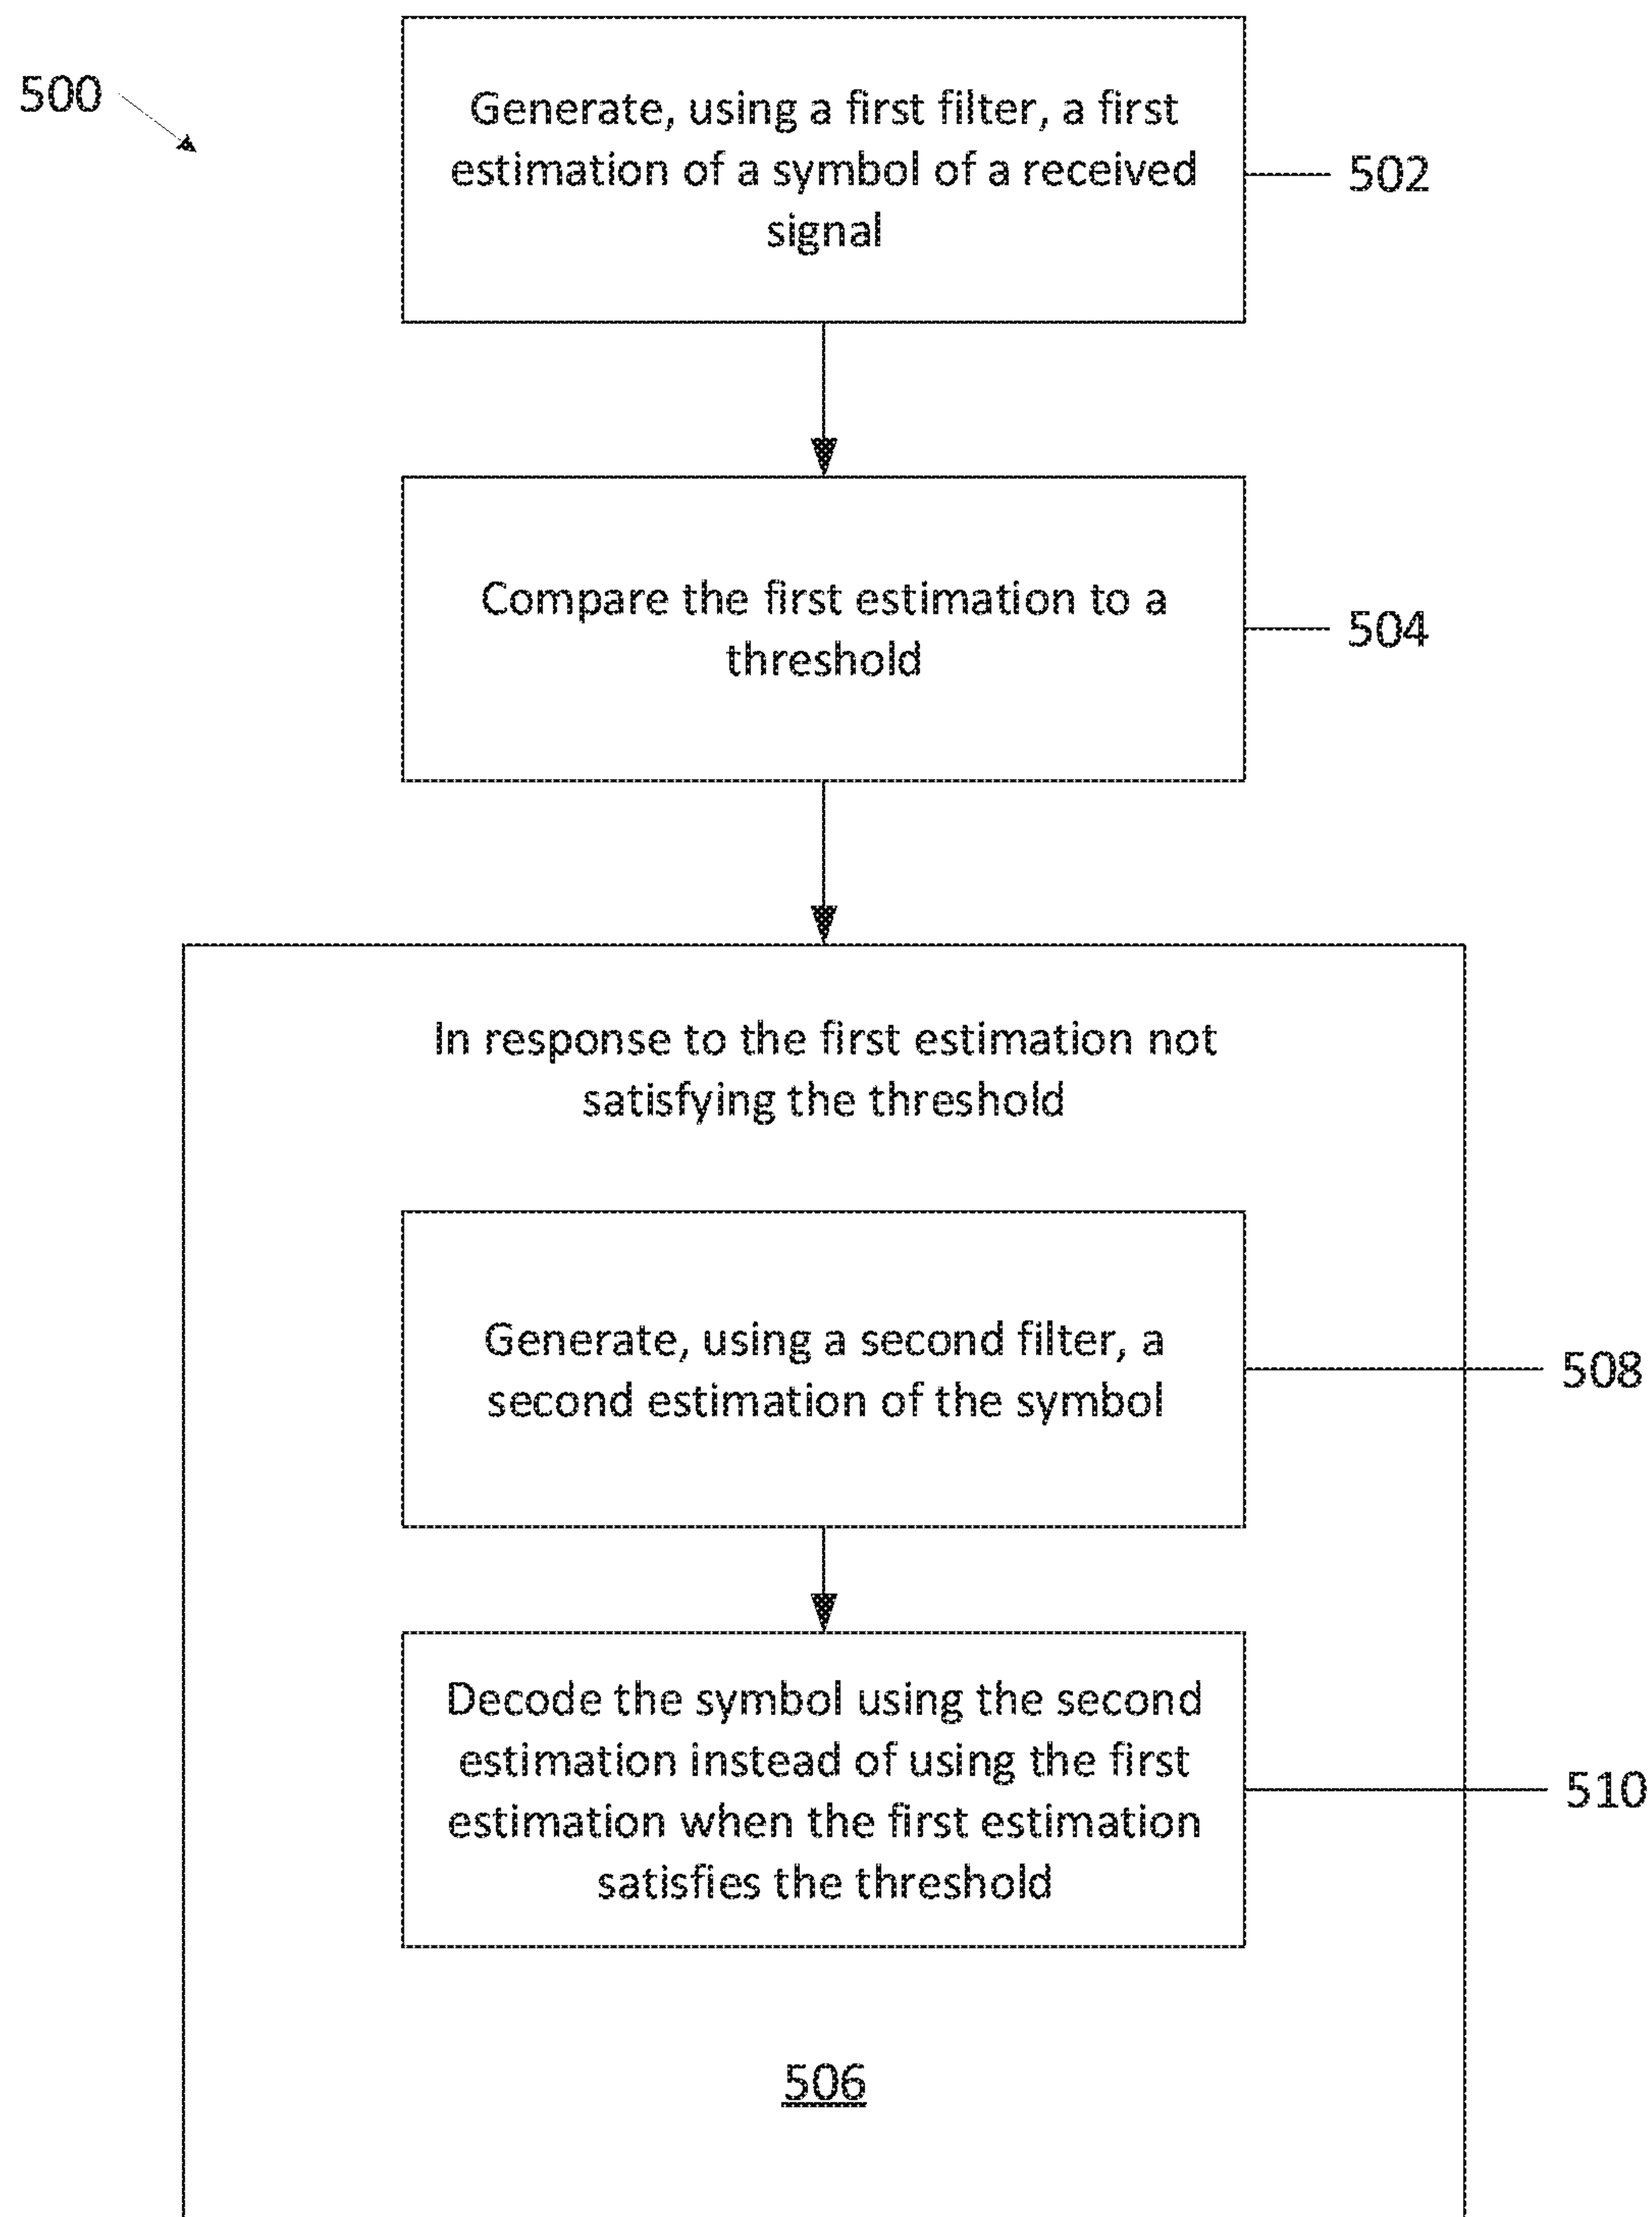 500
Generate, using a first filter, a first
estimation of a symbol of a received
signal
502
Compare the first estimation to a
threshold
504
In response to the first estimation not
satisfying the threshold
Generate, using a second filter, a
second estimation of the symbol
508
Decode the symbol using the second
estimation instead of using the first
estimation when the first estimation
satisfies the threshold
510
506